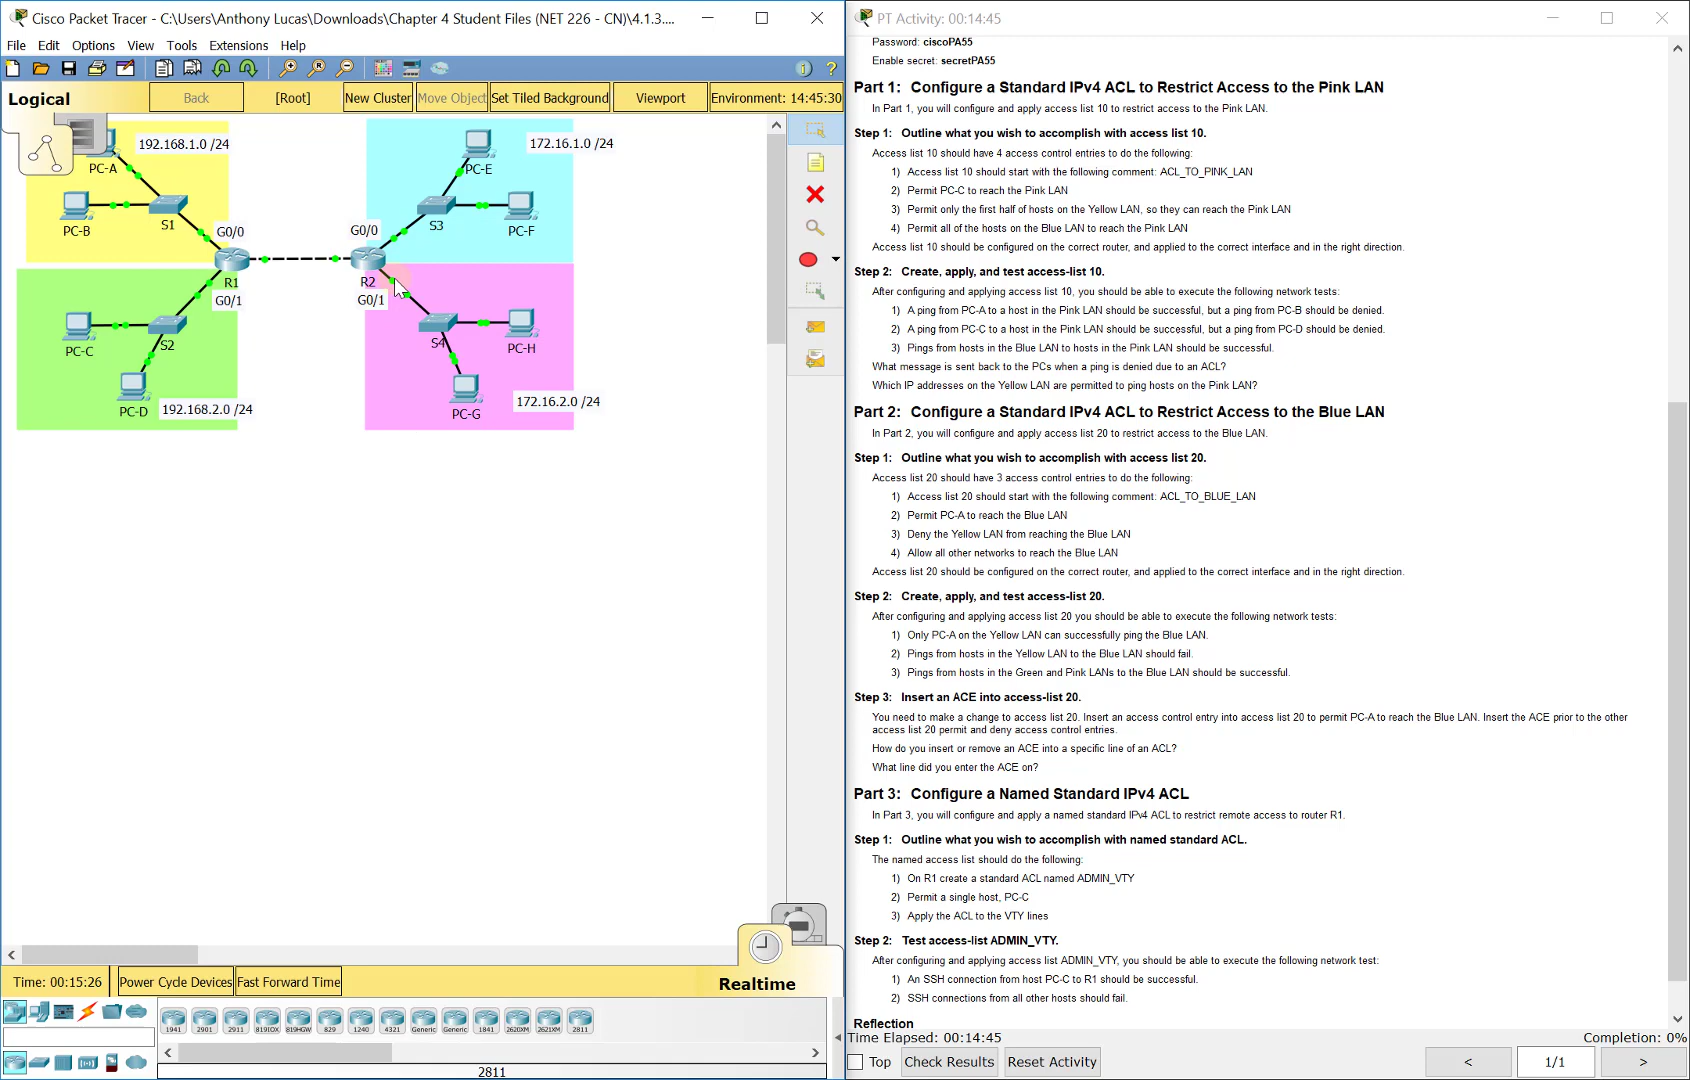 Cisco Packet Tracer - C:\Users\Anthony Lucas\Downloads\Chapter 4 Student Files (NET 226 - CN)\4.1.3....
File Edit Options View Tools Extensions Help
Logical
Back
[Root]
New Cluster
Move Object
Set Tiled Background
Viewport
Environment: 14:45:30
192.168.1.0 /24
PC-A
PC-B
S1
G0/0
R1
G0/1
PC-C
S2
PC-D
192.168.2.0 /24
172.16.1.0 /24
PC-E
S3
PC-F
G0/0
R2
G0/1
S4
PC-H
PC-G
172.16.2.0 /24
Time: 00:15:26
Power Cycle Devices
Fast Forward Time
Realtime
1941
2901
2911
819IOX
819HGW
829
1240
4321
Generic
Generic
1841
2620XM
2621XM
2811
2811
PT Activity: 00:14:45
Password: ciscoPA55
Enable secret: secretPA55
Part 1: Configure a Standard IPv4 ACL to Restrict Access to the Pink LAN
In Part 1, you will configure and apply access list 10 to restrict access to the Pink LAN.
Step 1: Outline what you wish to accomplish with access list 10.
Access list 10 should have 4 access control entries to do the following:
1) Access list 10 should start with the following comment: ACL_TO_PINK_LAN
2) Permit PC-C to reach the Pink LAN
3) Permit only the first half of hosts on the Yellow LAN, so they can reach the Pink LAN
4) Permit all of the hosts on the Blue LAN to reach the Pink LAN
Access list 10 should be configured on the correct router, and applied to the correct interface and in the right direction.
Step 2: Create, apply, and test access-list 10.
After configuring and applying access list 10, you should be able to execute the following network tests:
1) A ping from PC-A to a host in the Pink LAN should be successful, but a ping from PC-B should be denied.
2) A ping from PC-C to a host in the Pink LAN should be successful, but a ping from PC-D should be denied.
3) Pings from hosts in the Blue LAN to hosts in the Pink LAN should be successful.
What message is sent back to the PCs when a ping is denied due to an ACL?
Which IP addresses on the Yellow LAN are permitted to ping hosts on the Pink LAN?
Part 2: Configure a Standard IPv4 ACL to Restrict Access to the Blue LAN
In Part 2, you will configure and apply access list 20 to restrict access to the Blue LAN.
Step 1: Outline what you wish to accomplish with access list 20.
Access list 20 should have 3 access control entries to do the following:
1) Access list 20 should start with the following comment: ACL_TO_BLUE_LAN
2) Permit PC-A to reach the Blue LAN
3) Deny the Yellow LAN from reaching the Blue LAN
4) Allow all other networks to reach the Blue LAN
Access list 20 should be configured on the correct router, and applied to the correct interface and in the right direction.
Step 2: Create, apply, and test access-list 20.
After configuring and applying access list 20 you should be able to execute the following network tests:
1) Only PC-A on the Yellow LAN can successfully ping the Blue LAN.
2) Pings from hosts in the Yellow LAN to the Blue LAN should fail.
3) Pings from hosts in the Green and Pink LANs to the Blue LAN should be successful.
Step 3: Insert an ACE into access-list 20.
You need to make a change to access list 20. Insert an access control entry into access list 20 to permit PC-A to reach the Blue LAN. Insert the ACE prior to the other
access list 20 permit and deny access control entries.
How do you insert or remove an ACE into a specific line of an ACL?
What line did you enter the ACE on?
Part 3: Configure a Named Standard IPv4 ACL
In Part 3, you will configure and apply a named standard IPv4 ACL to restrict remote access to router R1.
Step 1: Outline what you wish to accomplish with named standard ACL.
The named access list should do the following:
1) On R1 create a standard ACL named ADMIN_VTY
2) Permit a single host, PC-C
3) Apply the ACL to the VTY lines
Step 2: Test access-list ADMIN_VTY.
After configuring and applying access list ADMIN_VTY, you should be able to execute the following network test:
1) An SSH connection from host PC-C to R1 should be successful.
2) SSH connections from all other hosts should fail.
Reflection
Time Elapsed: 00:14:45
Completion: 0%
Top
Check Results
Reset Activity
<
1/1
>